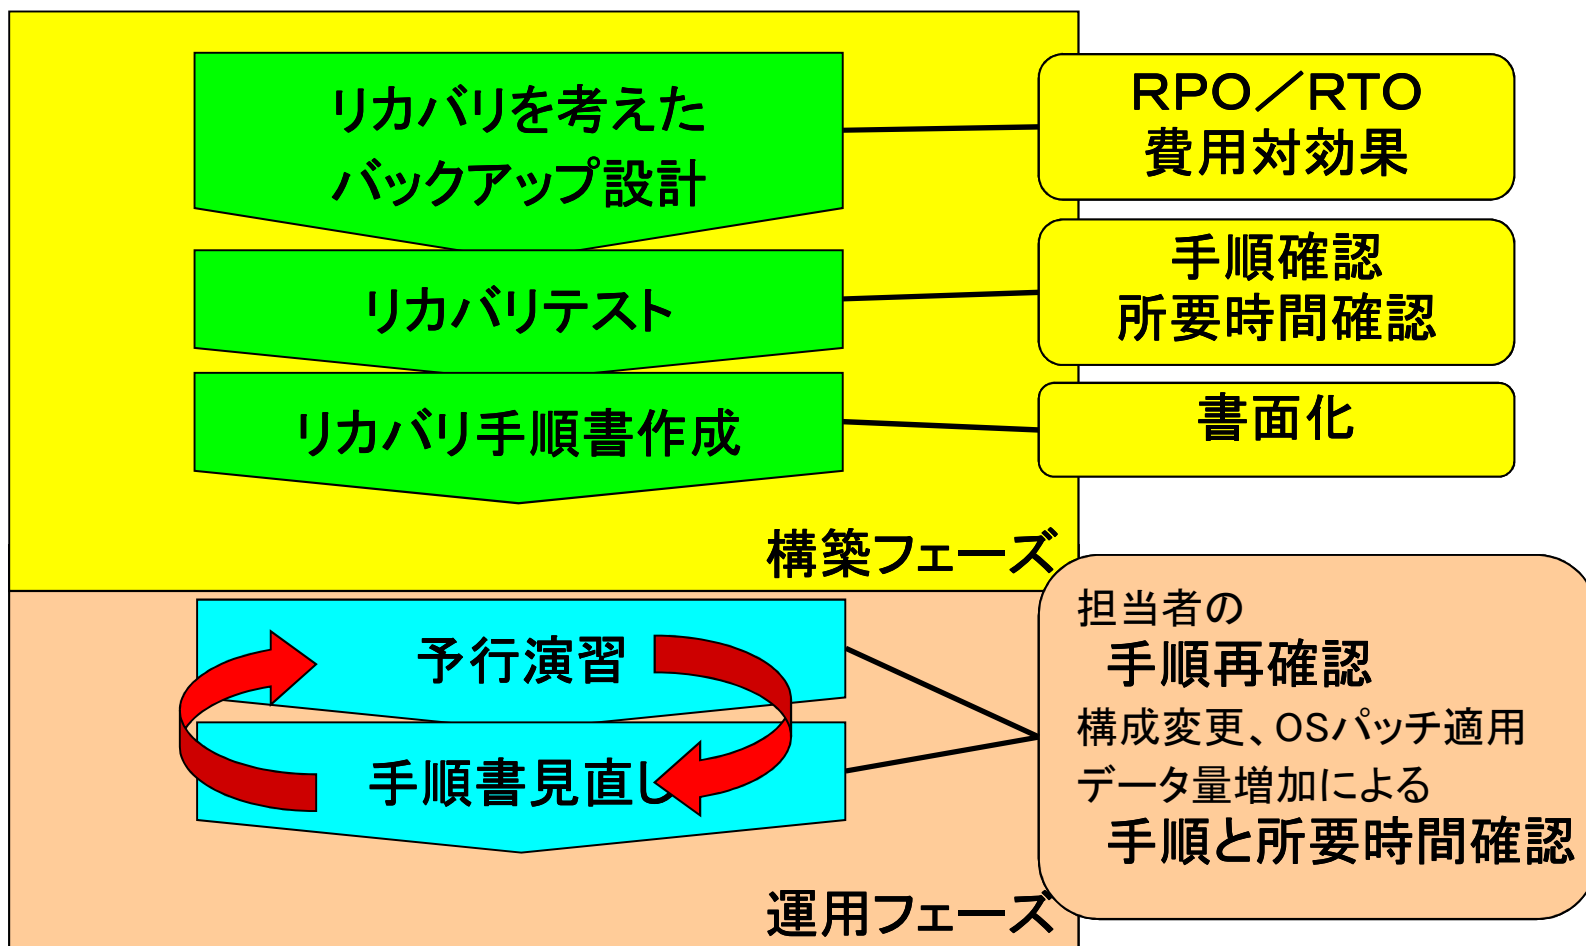 リカバリを考えた
バックアップ設計
RPO／RTO
費用対効果
リカバリテスト
手順確認
所要時間確認
リカバリ手順書作成
書面化
構築フェーズ
予行演習
手順書見直し
担当者の
手順再確認
構成変更、OSパッチ適用
データ量増加による
手順と所要時間確認
運用フェーズ